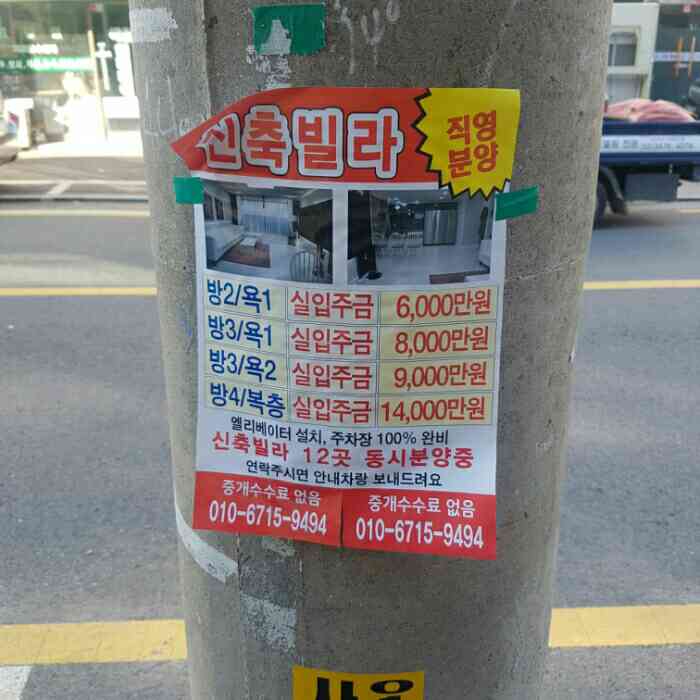 신축빌라
직영
분양
방2/욕1 실입주금 6,000만원
방3/욕1 실입주금 8,000만원
방3/욕2 실입주금 9,000만원
방4/복층 실입주금 14,000만원
엘리베이터 설치, 주차장 100% 완비
신축빌라 12곳 동시분양중
연락주시면 안내차량 보내드려요
중개수수료 없음 중개수수료 없음
010-6715-9494 010-6715-9494